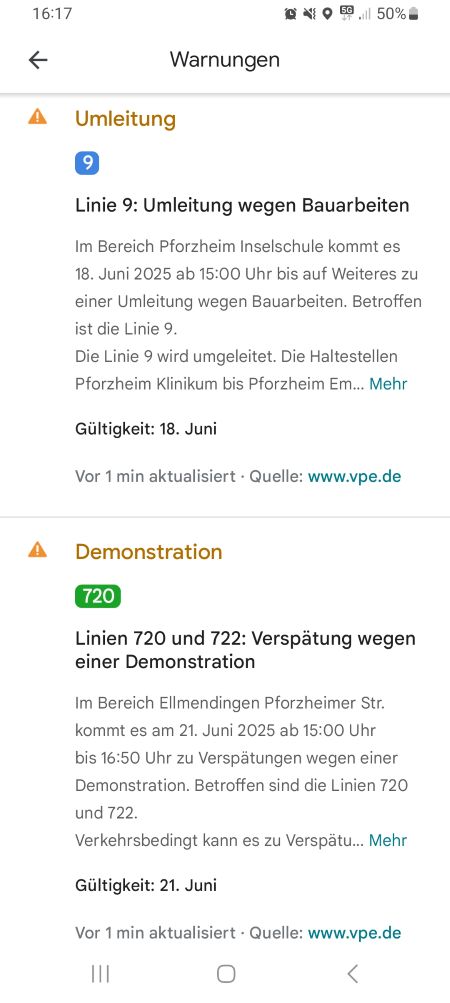 16:17
5G
50%
Warnungen
Umleitung
9
Linie 9: Umleitung wegen Bauarbeiten
Im Bereich Pforzheim Inselschule kommt es
18. Juni 2025 ab 15:00 Uhr bis auf Weiteres zu
einer Umleitung wegen Bauarbeiten. Betroffen
ist die Linie 9.
Die Linie 9 wird umgeleitet. Die Haltestellen
Pforzheim Klinikum bis Pforzheim Em... Mehr
Gültigkeit: 18. Juni
Vor 1 min aktualisiert · Quelle: www.vpe.de
Demonstration
720
Linien 720 und 722: Verspätung wegen
einer Demonstration
Im Bereich Ellmendingen Pforzheimer Str.
kommt es am 21. Juni 2025 ab 15:00 Uhr
bis 16:50 Uhr zu Verspätungen wegen einer
Demonstration. Betroffen sind die Linien 720
und 722.
Verkehrsbedingt kann es zu Verspätu... Mehr
Gültigkeit: 21. Juni
Vor 1 min aktualisiert · Quelle: www.vpe.de